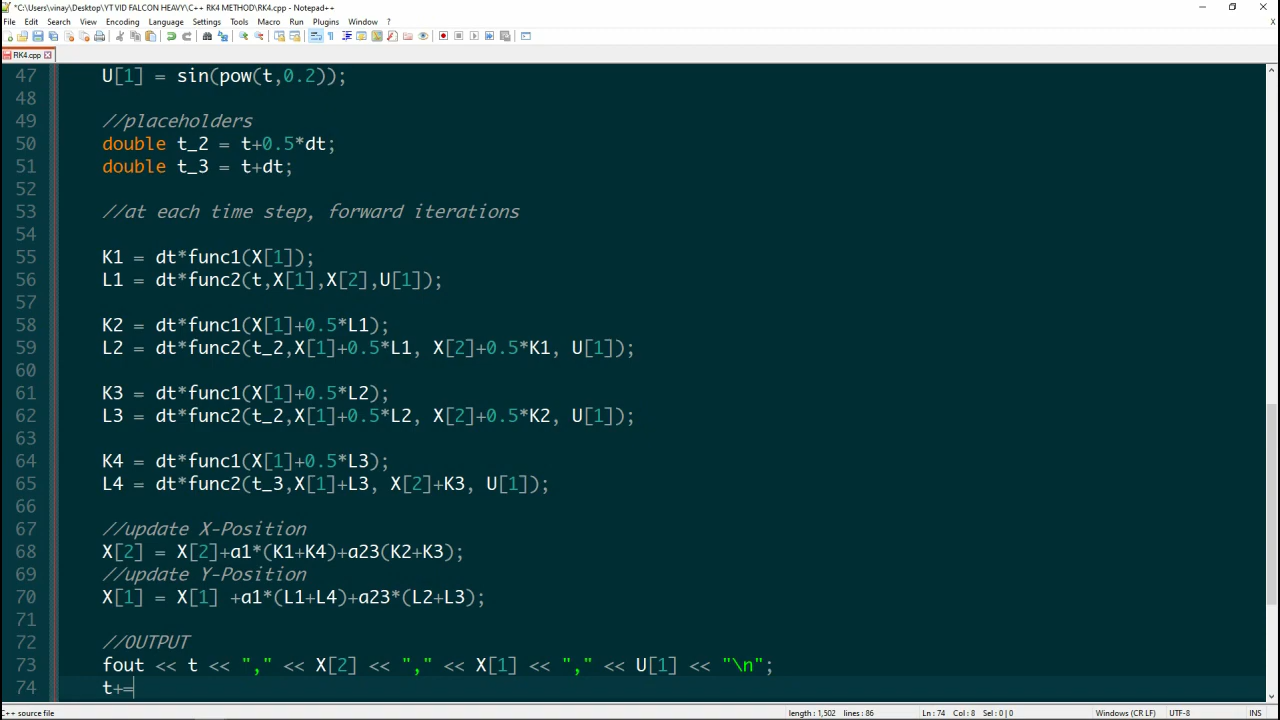 *C:\Users\vinay\Desktop\YT VID FALCON HEAVY\C++ RK4 METHOD\RK4.cpp - Notepad++
File Edit Search View Encoding Language Settings Tools Macro Run Plugins Window ?
RK4.cpp
47 U[1] = sin(pow(t,0.2));
48
49 //placeholders
50 double t_2 = t+0.5*dt;
51 double t_3 = t+dt;
52
53 //at each time step, forward iterations
54
55 K1 = dt*func1(X[1]);
56 L1 = dt*func2(t,X[1],X[2],U[1]);
57
58 K2 = dt*func1(X[1]+0.5*L1);
59 L2 = dt*func2(t_2,X[1]+0.5*L1, X[2]+0.5*K1, U[1]);
60
61 K3 = dt*func1(X[1]+0.5*L2);
62 L3 = dt*func2(t_2,X[1]+0.5*L2, X[2]+0.5*K2, U[1]);
63
64 K4 = dt*func1(X[1]+0.5*L3);
65 L4 = dt*func2(t_3,X[1]+L3, X[2]+K3, U[1]);
66
67 //update X-Position
68 X[2] = X[2]+a1*(K1+K4)+a23(K2+K3);
69 //update Y-Position
70 X[1] = X[1] +a1*(L1+L4)+a23*(L2+L3);
71
72 //OUTPUT
73 fout << t << "," << X[2] << "," << X[1] << "," << U[1] << "\n";
74 t+=
C++ source file length : 1,502 lines : 86 Ln : 74 Col : 8 Sel : 0 | 0 Windows (CR LF) UTF-8 INS